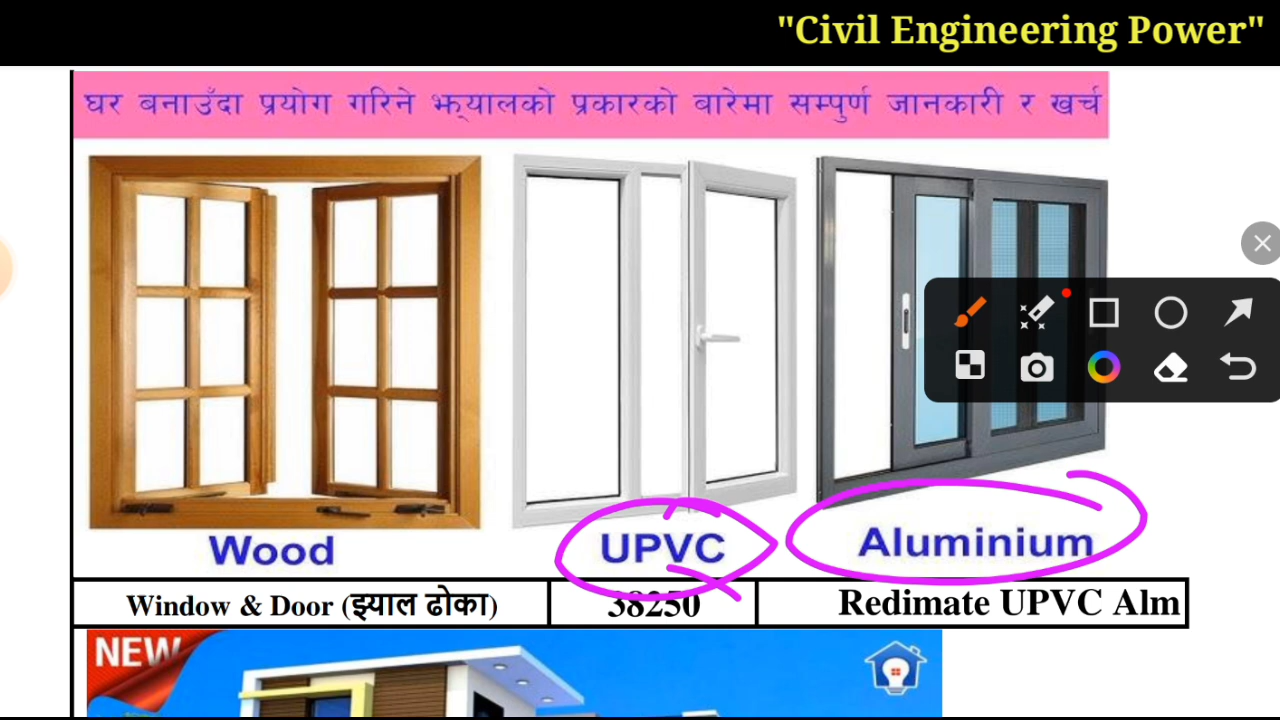 "Civil Engineering Power"
घर बनाउँदा प्रयोग गरिने झ्यालको प्रकारको बारेमा सम्पुर्ण जानकारी र खर्च
Wood UPVC Aluminium
Window & Door (झ्याल ढोका) 38250 Redimate UPVC Alm
NEW